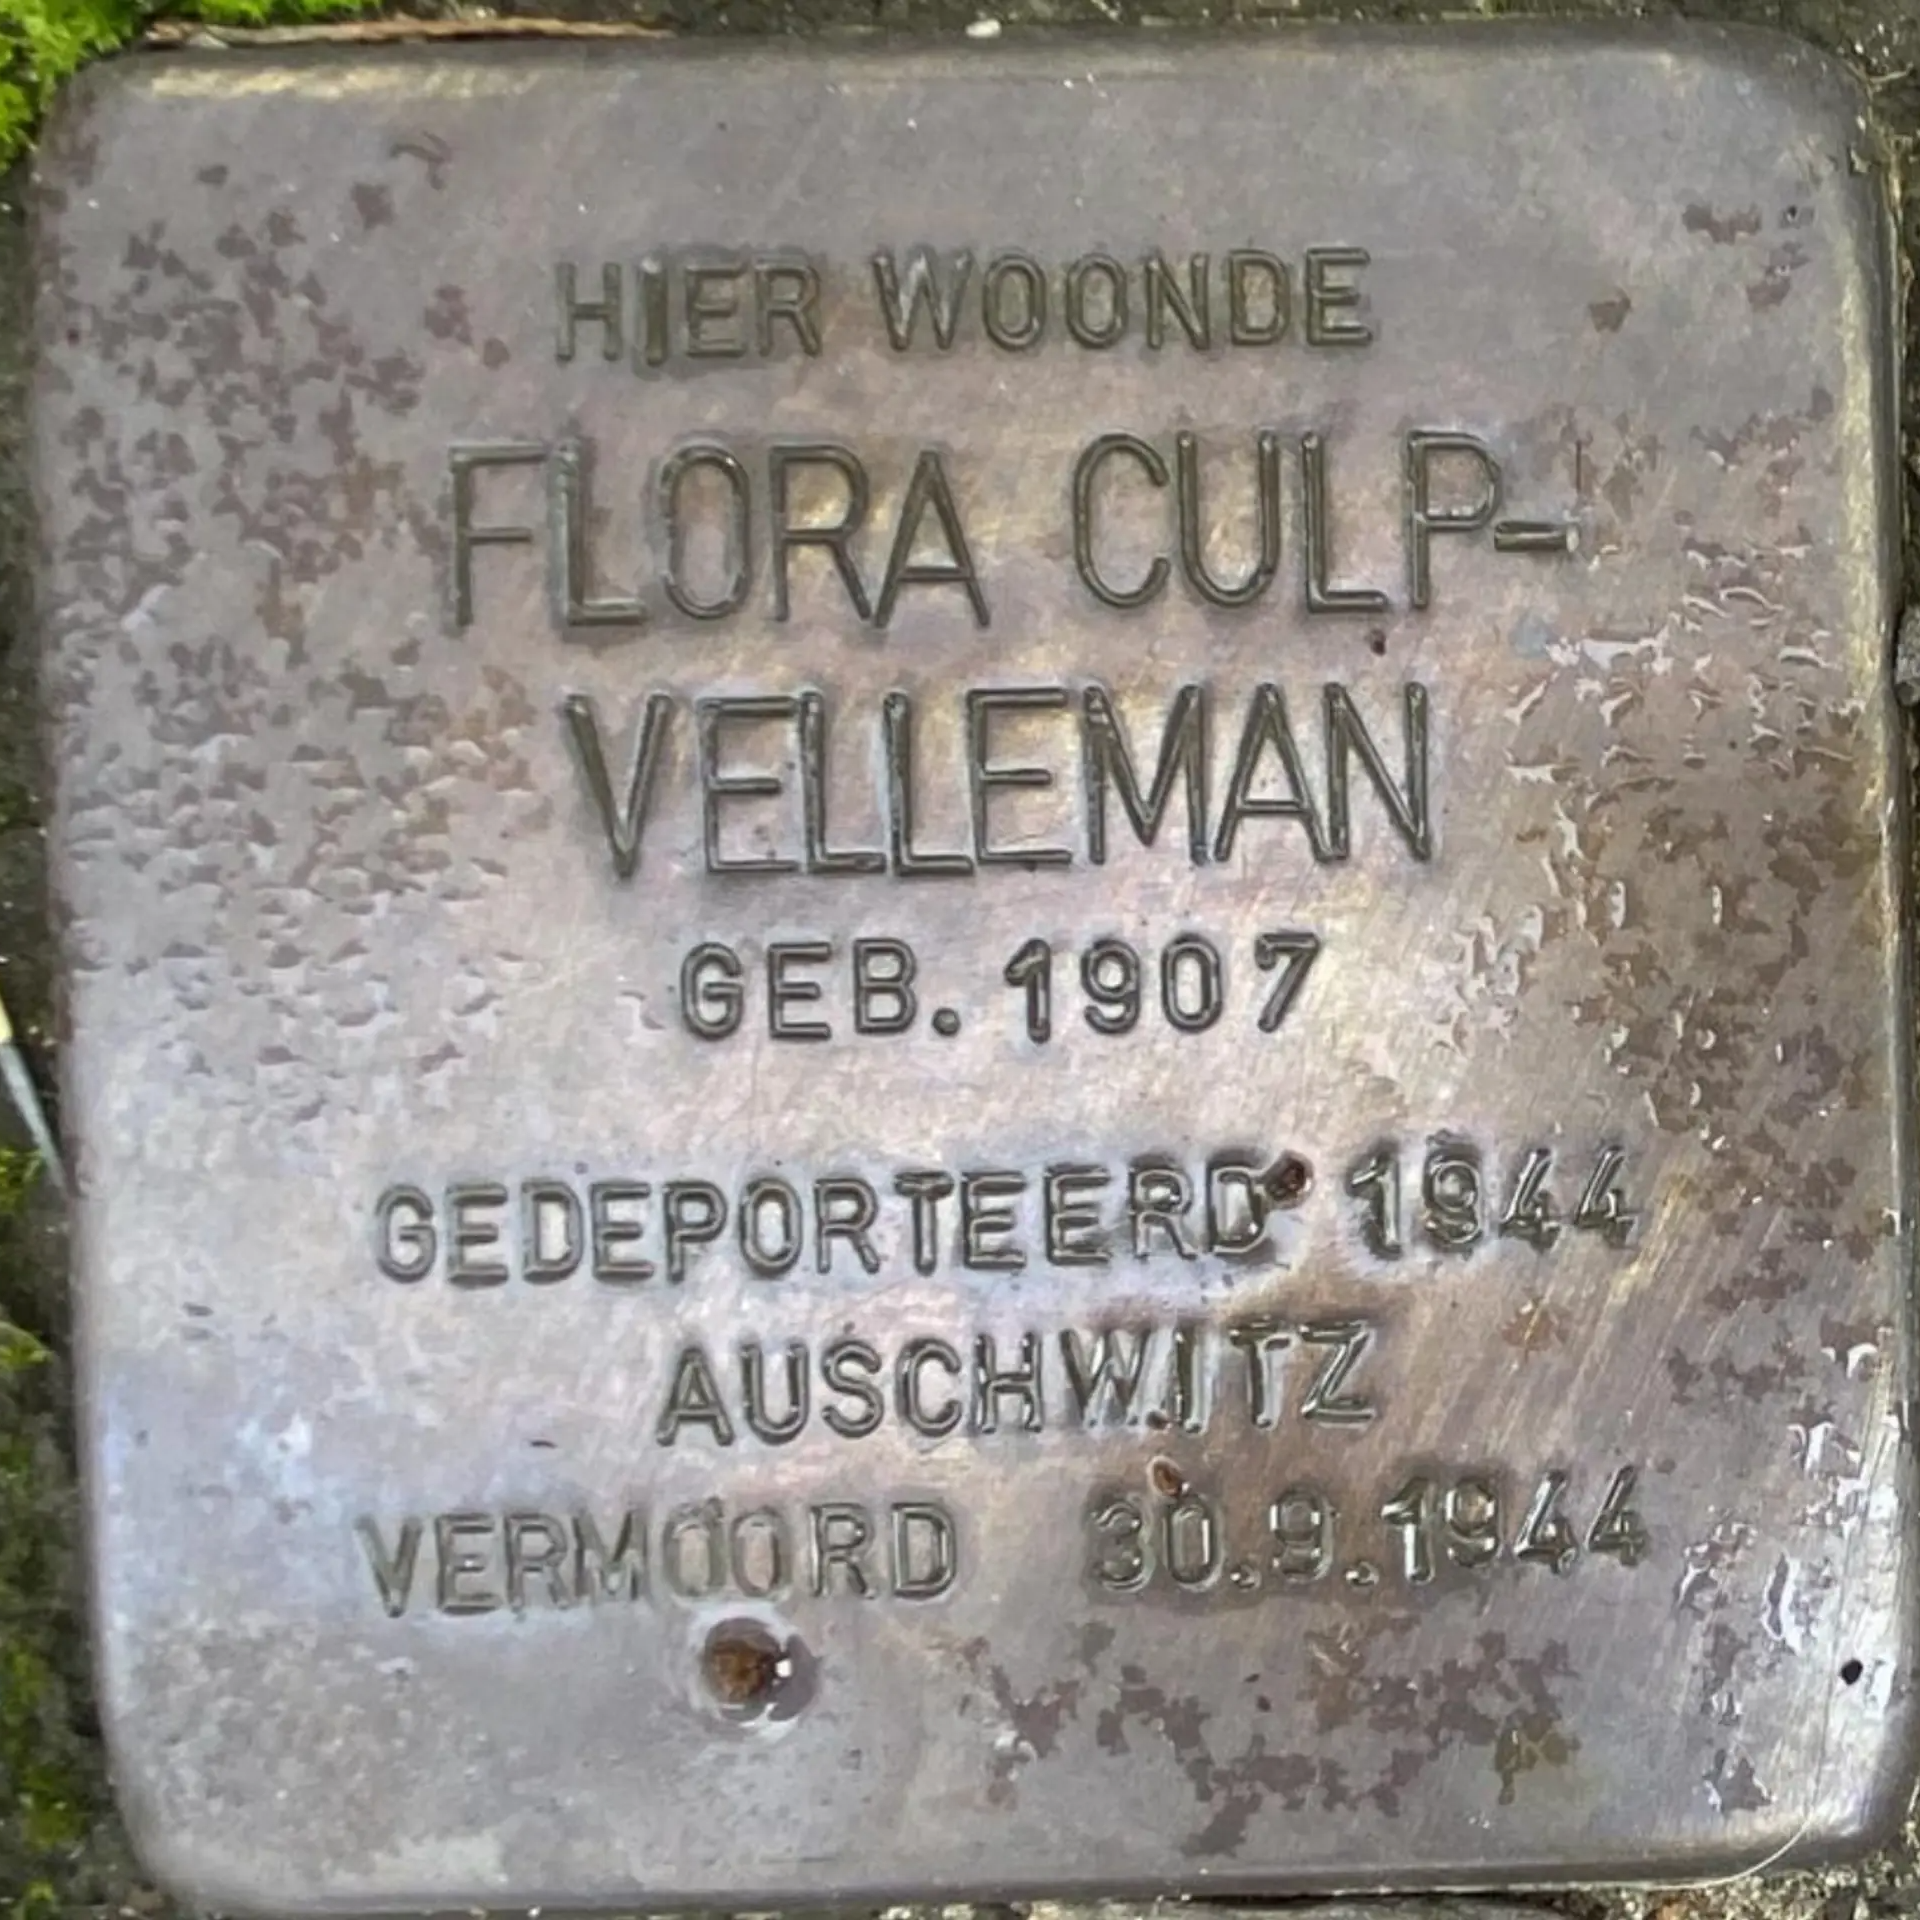 HIER WOONDE
FLORA CULP-
VELLEMAN
GEB. 1907
GEDEPORTEERD 1944
AUSCHWITZ
VERMOORD 30.9.1944